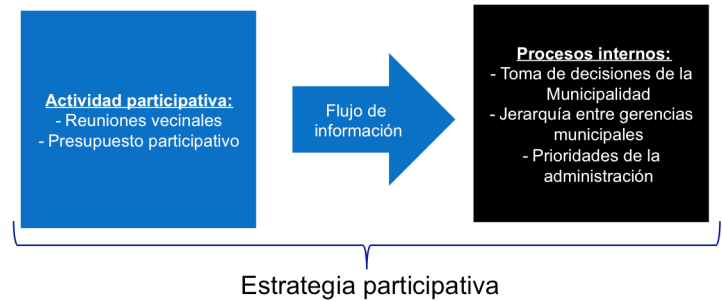 Actividad participativa:
- Reuniones vecinales
- Presupuesto participativo
Flujo de
información
Procesos internos:
- Toma de decisiones de la
Municipalidad
- Jerarquía entre gerencias
municipales
- Prioridades de la
administración
Estrategia participativa